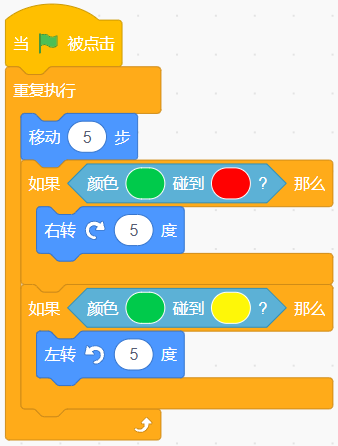 当 被点击
重复执行
移动 5 步
如果 颜色 碰到 ? 那么
右转 5 度
如果 颜色 碰到 ? 那么
左转 5 度